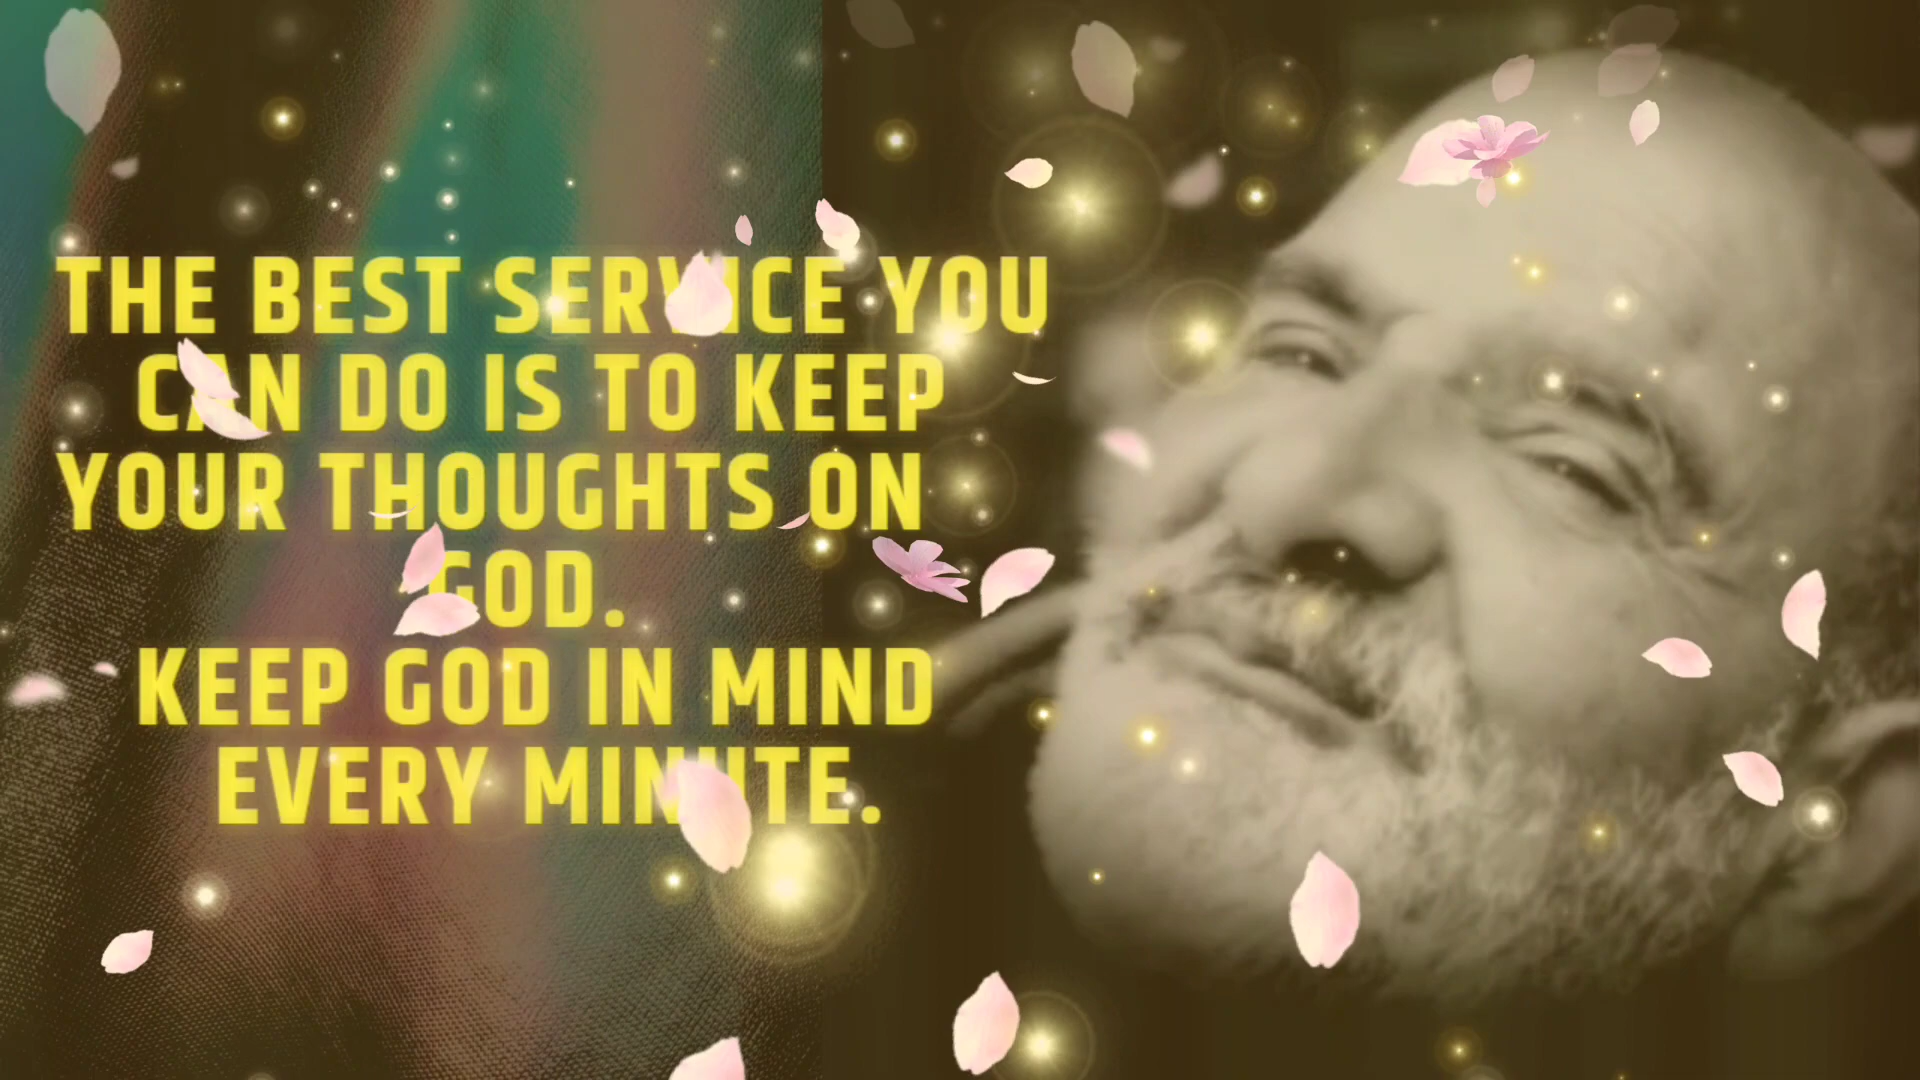 THE BEST SERVICE YOU
CAN DO IS TO KEEP
YOUR THOUGHTS ON
GOD.
KEEP GOD IN MIND
EVERY MINUTE.